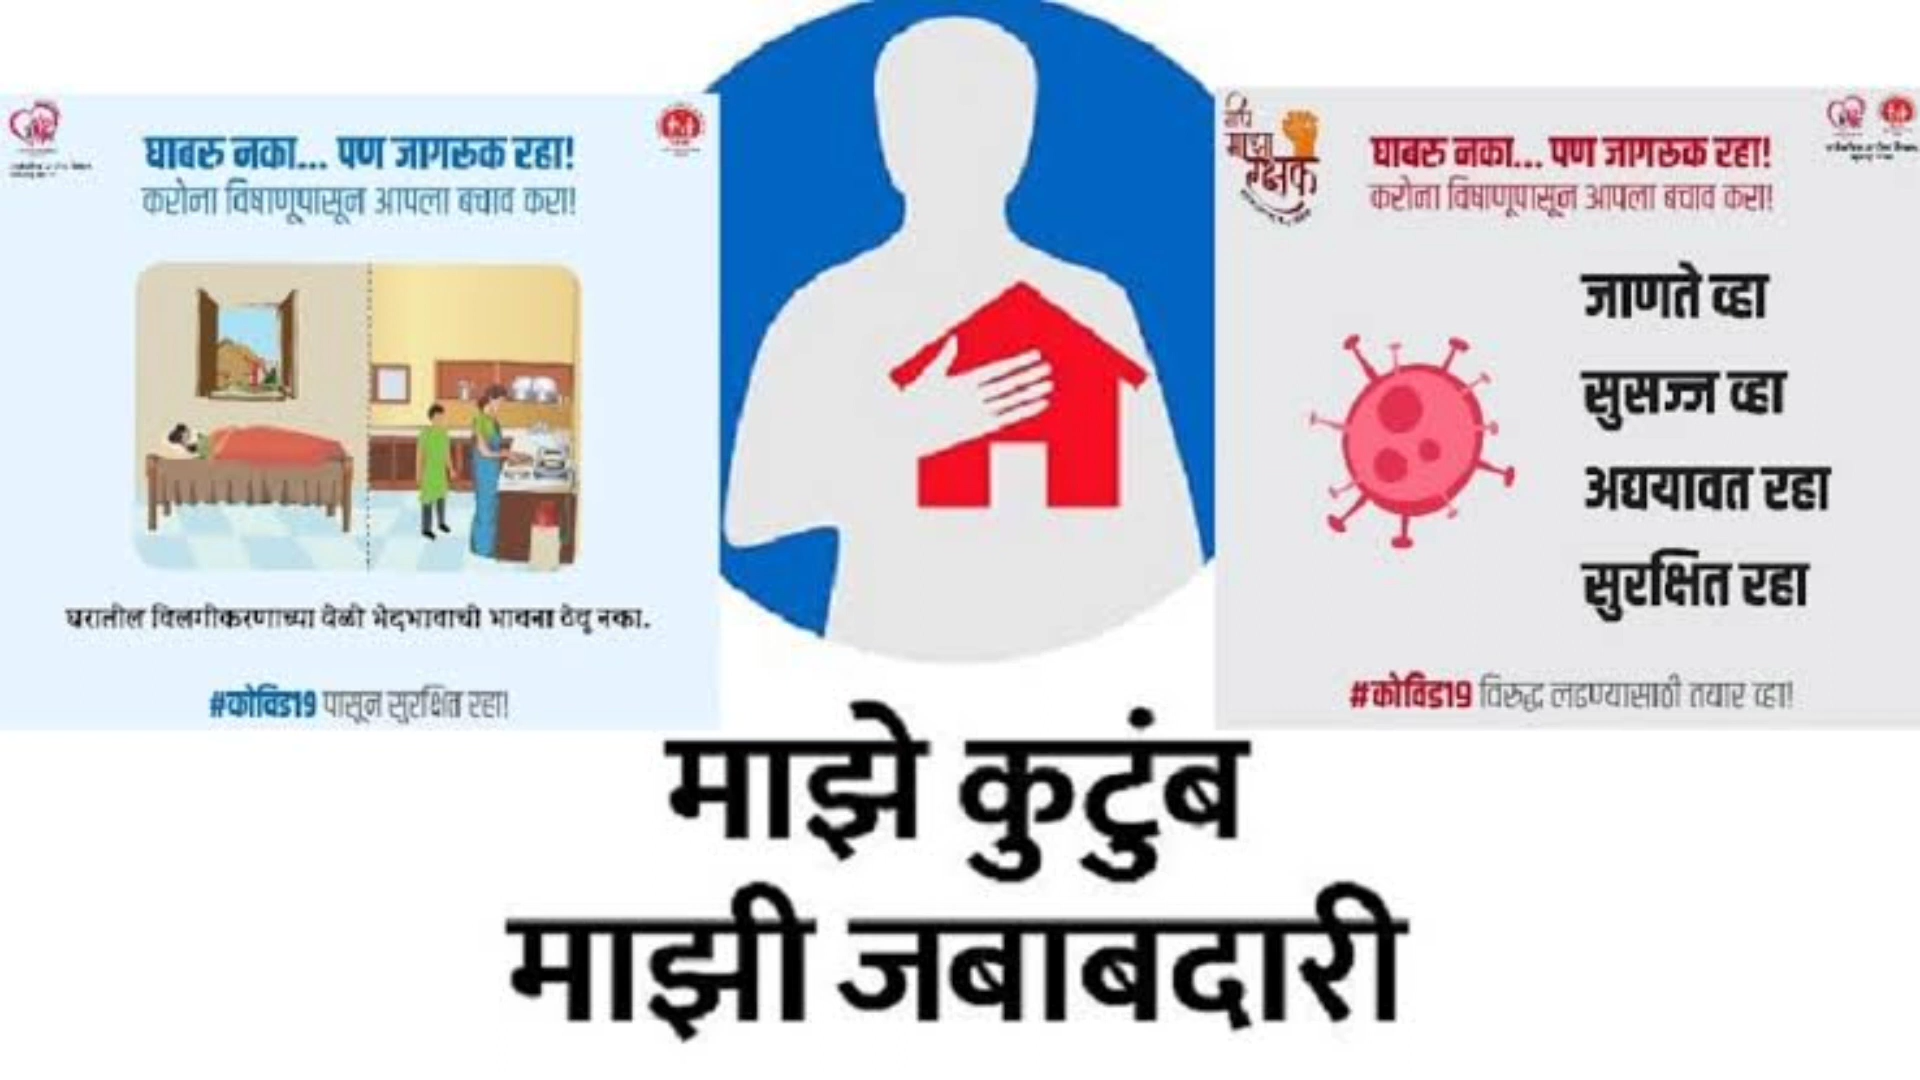 घाबरु नका... पण जागरूक रहा!
करोना विषाणूपासून आपला बचाव करा!
घरातील विलगीकरणाच्या वेळी भेदभावाची भावना ठेवू नका.
#कोविड19 पासून सुरक्षित रहा!
मीच
माझा
रक्षक
घाबरु नका... पण जागरूक रहा!
करोना विषाणूपासून आपला बचाव करा!
जाणते व्हा
सुसज्ज व्हा
अद्ययावत रहा
सुरक्षित रहा
#कोविड19 विरुद्ध लढण्यासाठी तयार व्हा!
माझे कुटुंब
माझी जबाबदारी